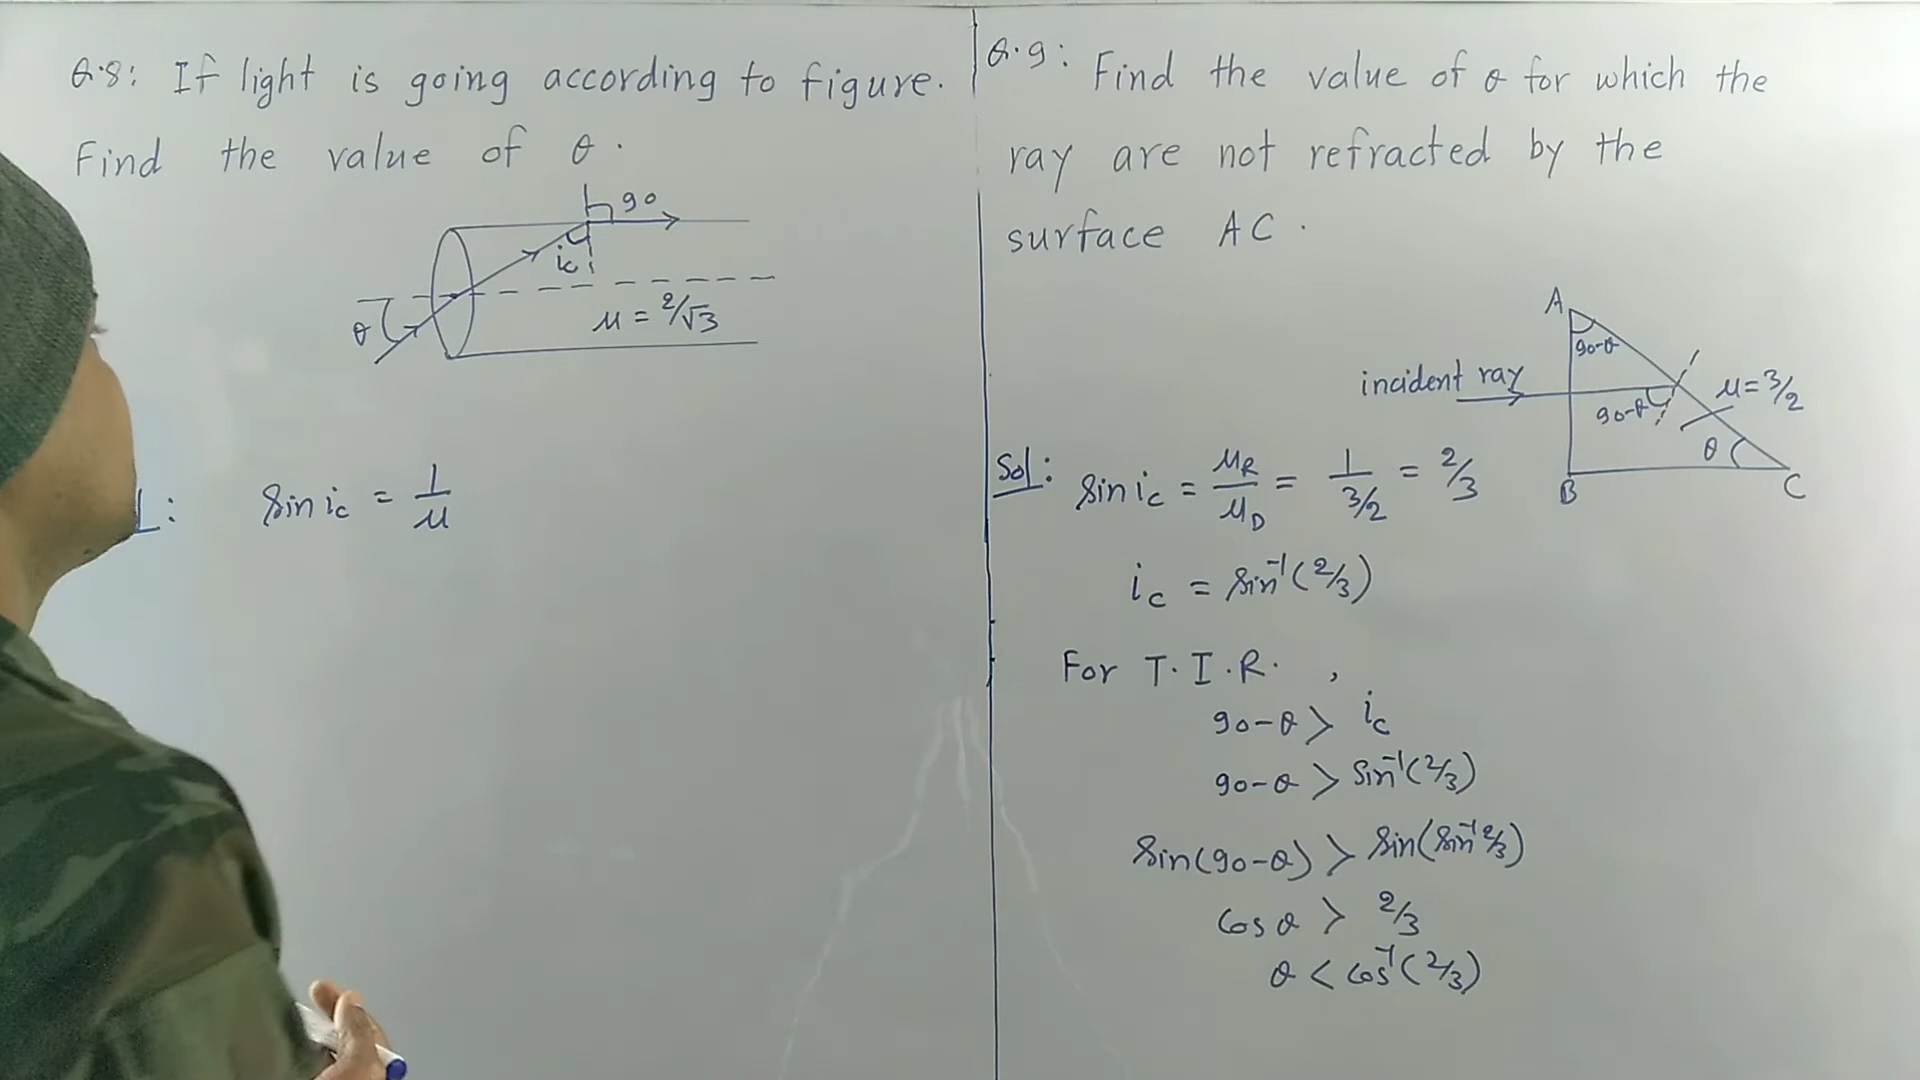 Q.8: If light is going according to figure.
Find the value of θ.
90
ic
θ
μ = 2/√3
L: Sin ic = 1/μ
Q.9: Find the value of θ for which the
ray are not refracted by the
surface AC.
A
90-θ
incident ray
90-θ
μ=3/2
θ
B
C
Sol: Sin ic = μR/μD = 1/(3/2) = 2/3
ic = Sin⁻¹(2/3)
For T.I.R. ,
90-θ > ic
90-θ > Sin⁻¹(2/3)
Sin(90-θ) > Sin(Sin⁻¹ 2/3)
Cos θ > 2/3
θ < Cos⁻¹(2/3)